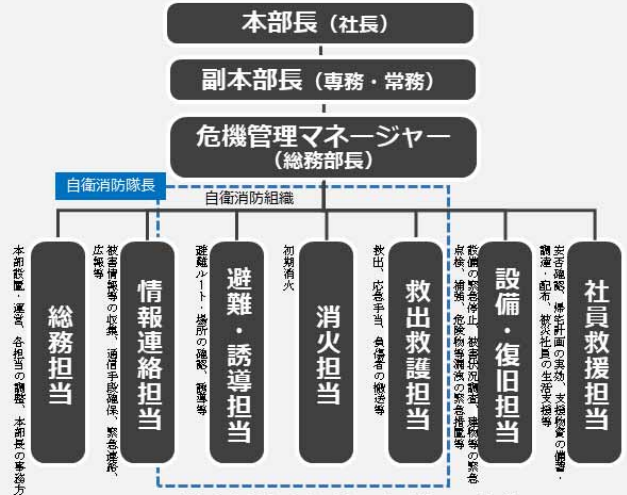 本部長（社長）
副本部長（専務・常務）
危機管理マネージャー
（総務部長）
自衛消防隊長
自衛消防組織
総務担当
本部設置・運営、各担当の調整、本部長の事務方
情報連絡担当
被害情報等の収集、通信手段確保、緊急連絡、
広報等
避難・誘導担当
避難ルート・場所の確認、誘導等
消火担当
初期消火
救出救護担当
救出、応急手当、負傷者の搬送等
設備・復旧担当
設備の緊急停止、被害状況調査、建物等の緊急
点検、補強、危険物等漏洩の緊急措置等
社員救援担当
安否確認、帰宅計画の実効、支援物資の備蓄・
調達・配布、被災社員の生活支援等